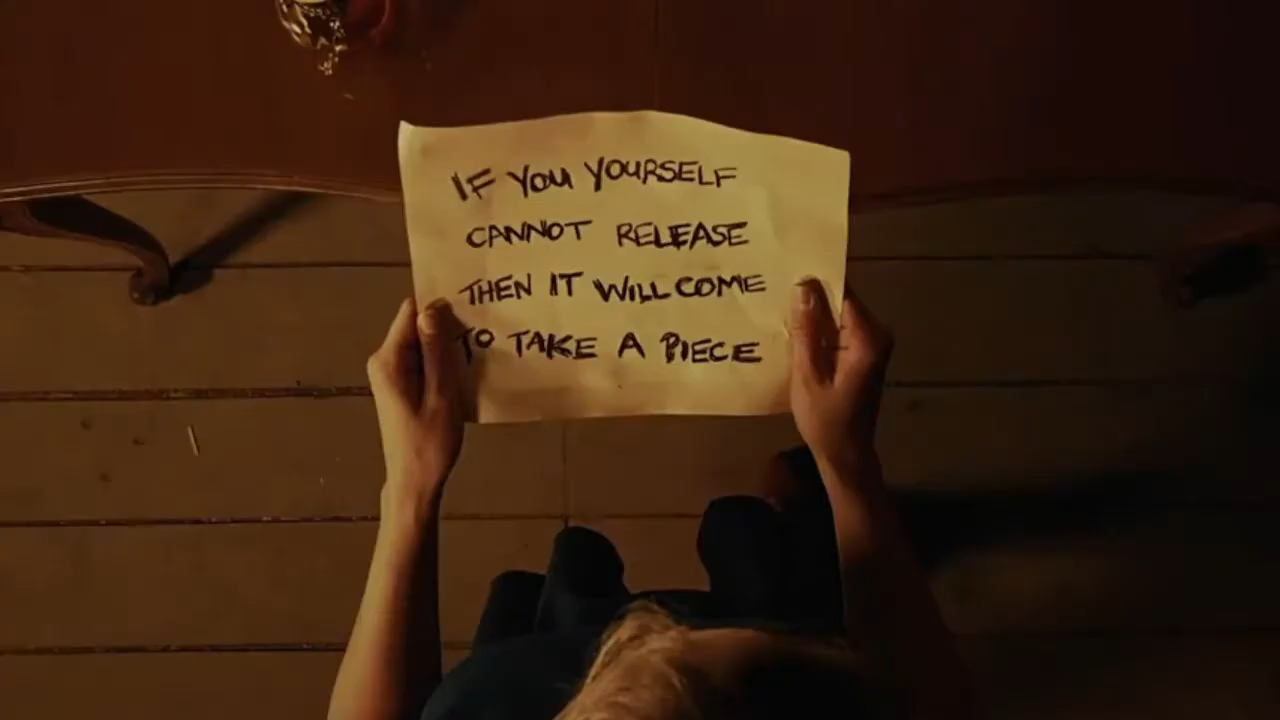 IF YOU YOURSELF
CANNOT RELEASE
THEN IT WILL COME
TO TAKE A PIECE